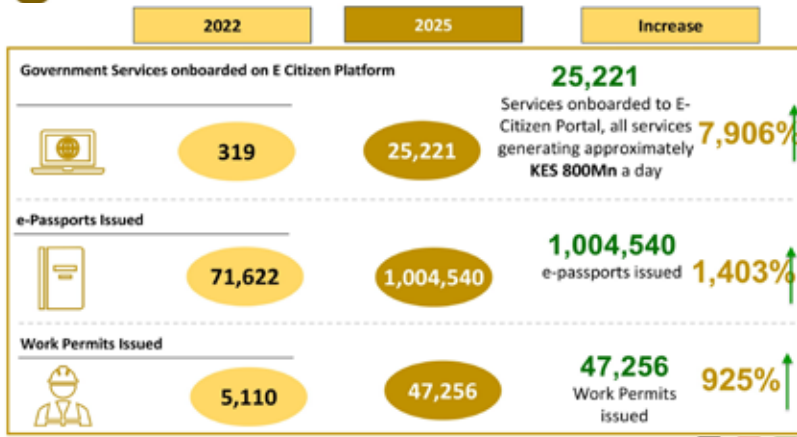 2022
2025
Increase
Government Services onboarded on E Citizen Platform
319
25,221
25,221
Services onboarded to E-
Citizen Portal, all services
generating approximately
KES 800Mn a day
7,906%
e-Passports Issued
71,622
1,004,540
1,004,540
e-passports issued
1,403%
Work Permits Issued
5,110
47,256
47,256
Work Permits
issued
925%